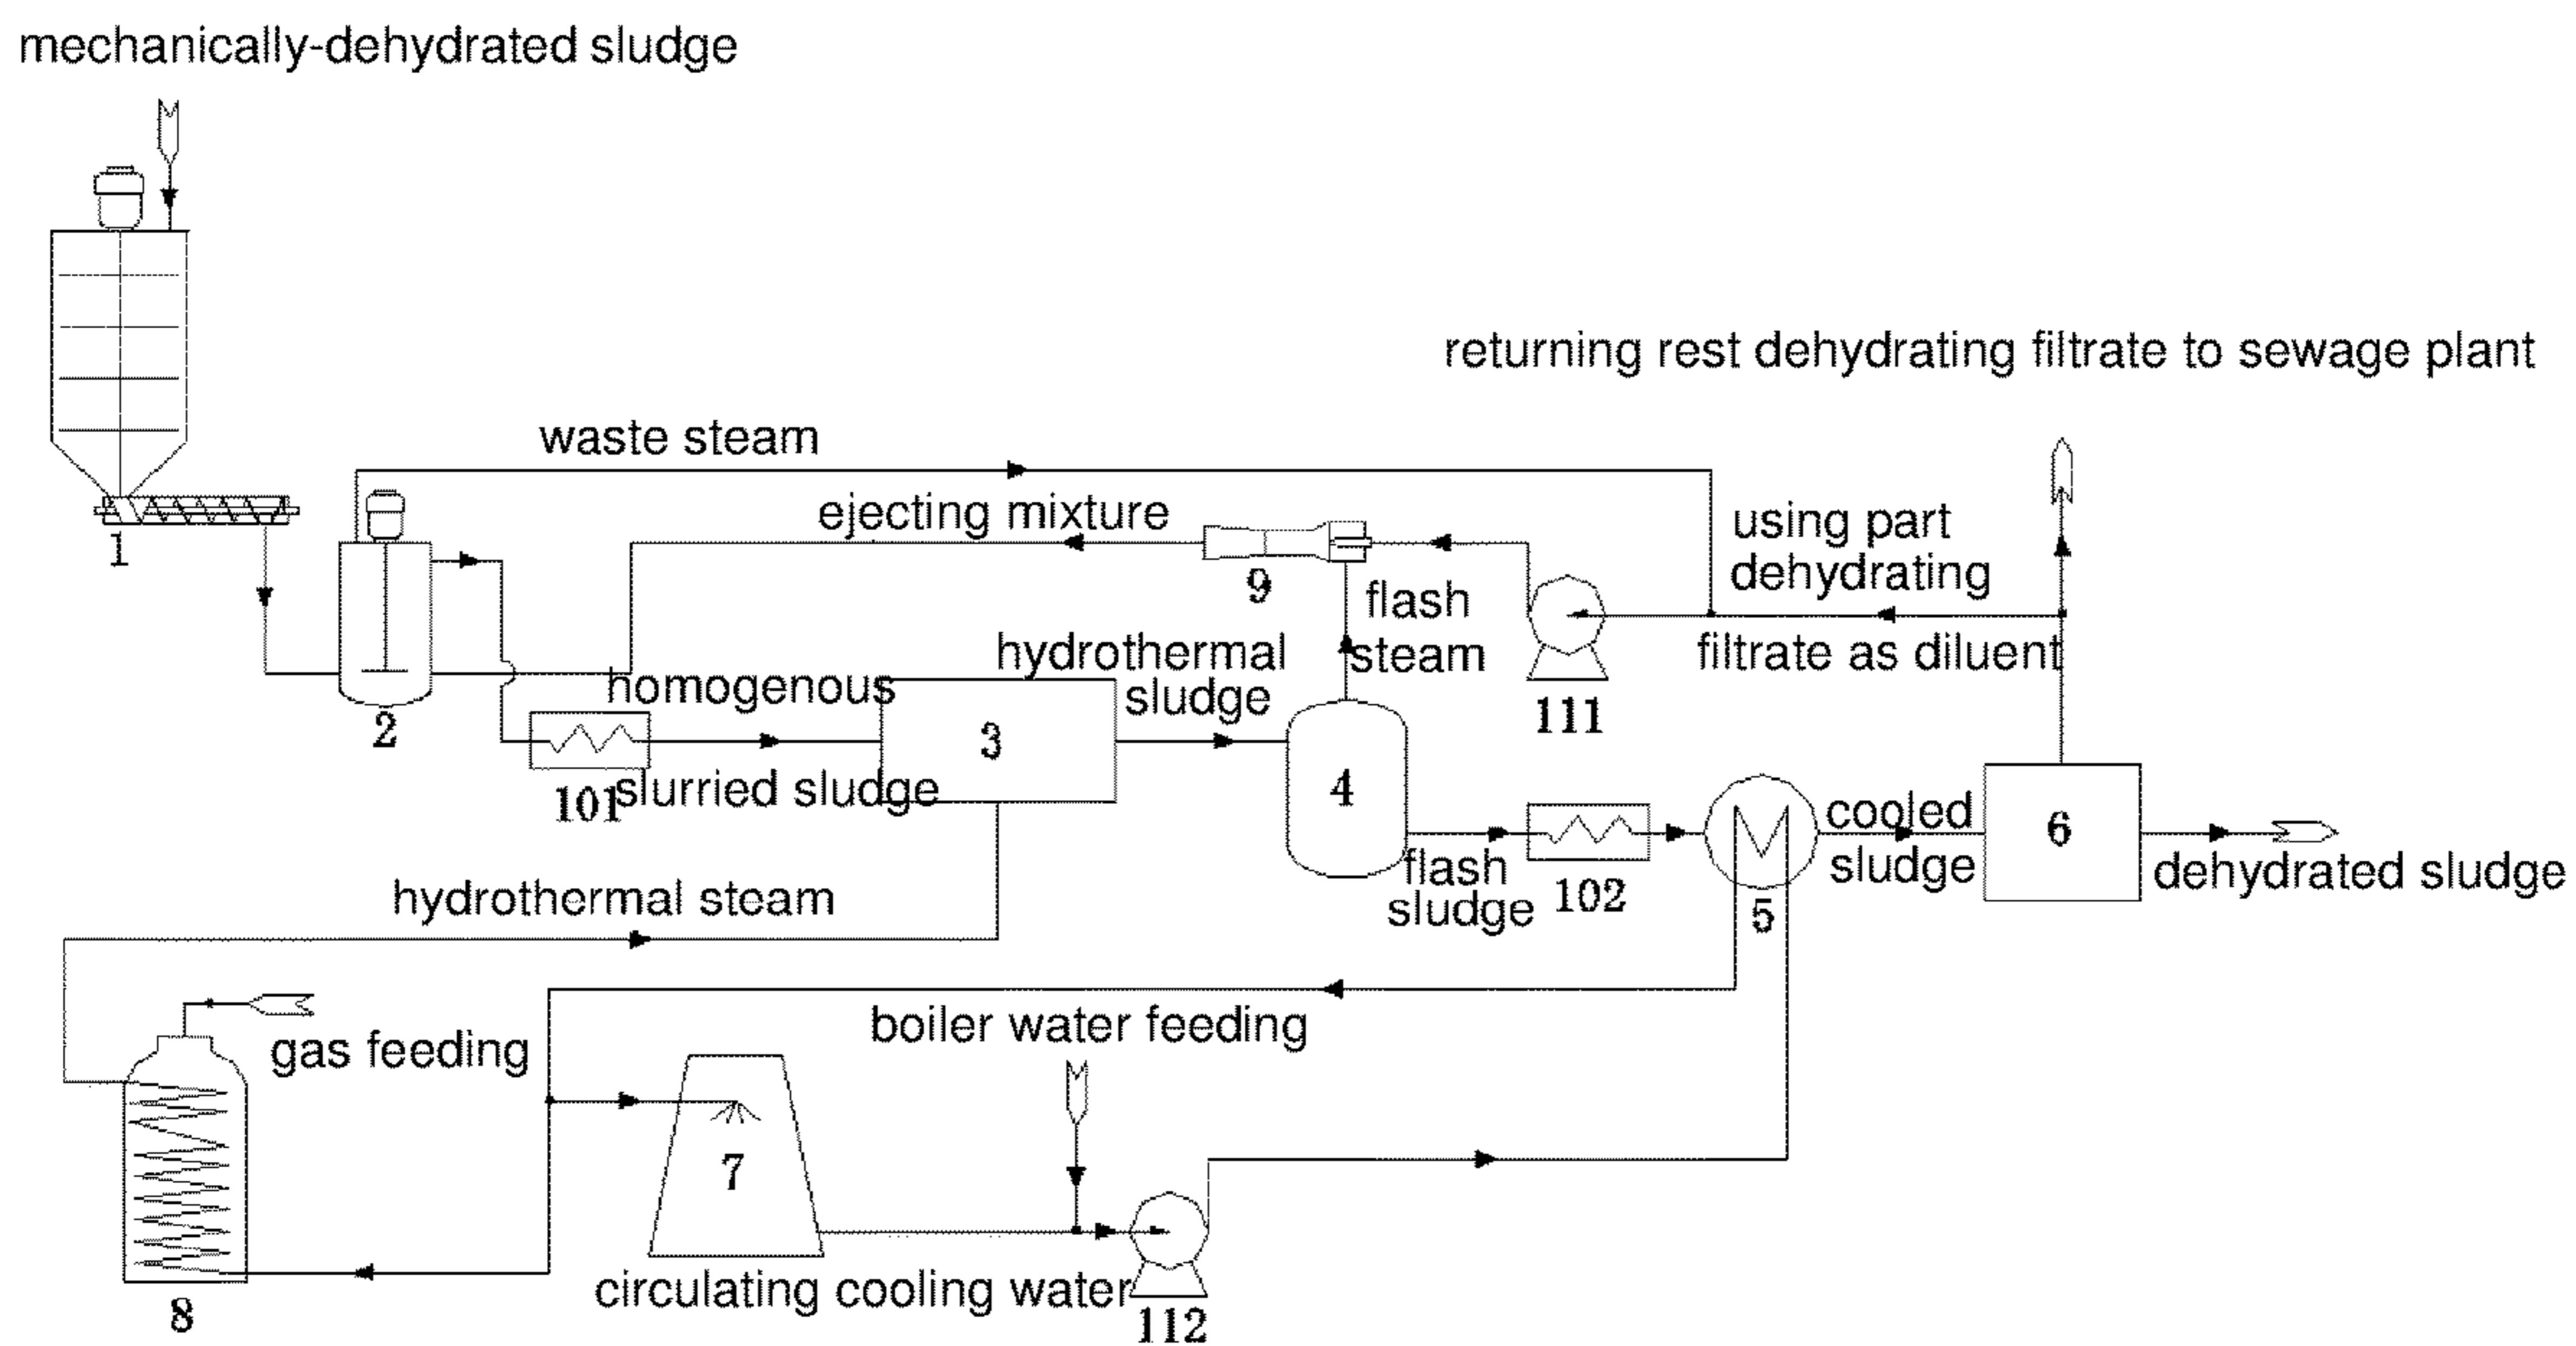 mechanically-dehydrated sludge
returning rest dehydrating filtrate to sewage plant
waste steam
ejecting mixture
using part
dehydrating
filtrate as diluent
1
9
flash
steam
111
2
homogenous
slurried sludge
101
hydrothermal
sludge
3
4
flash
sludge
102
5
cooled
sludge
6
dehydrated sludge
hydrothermal steam
gas feeding
boiler water feeding
7
circulating cooling water
8
112